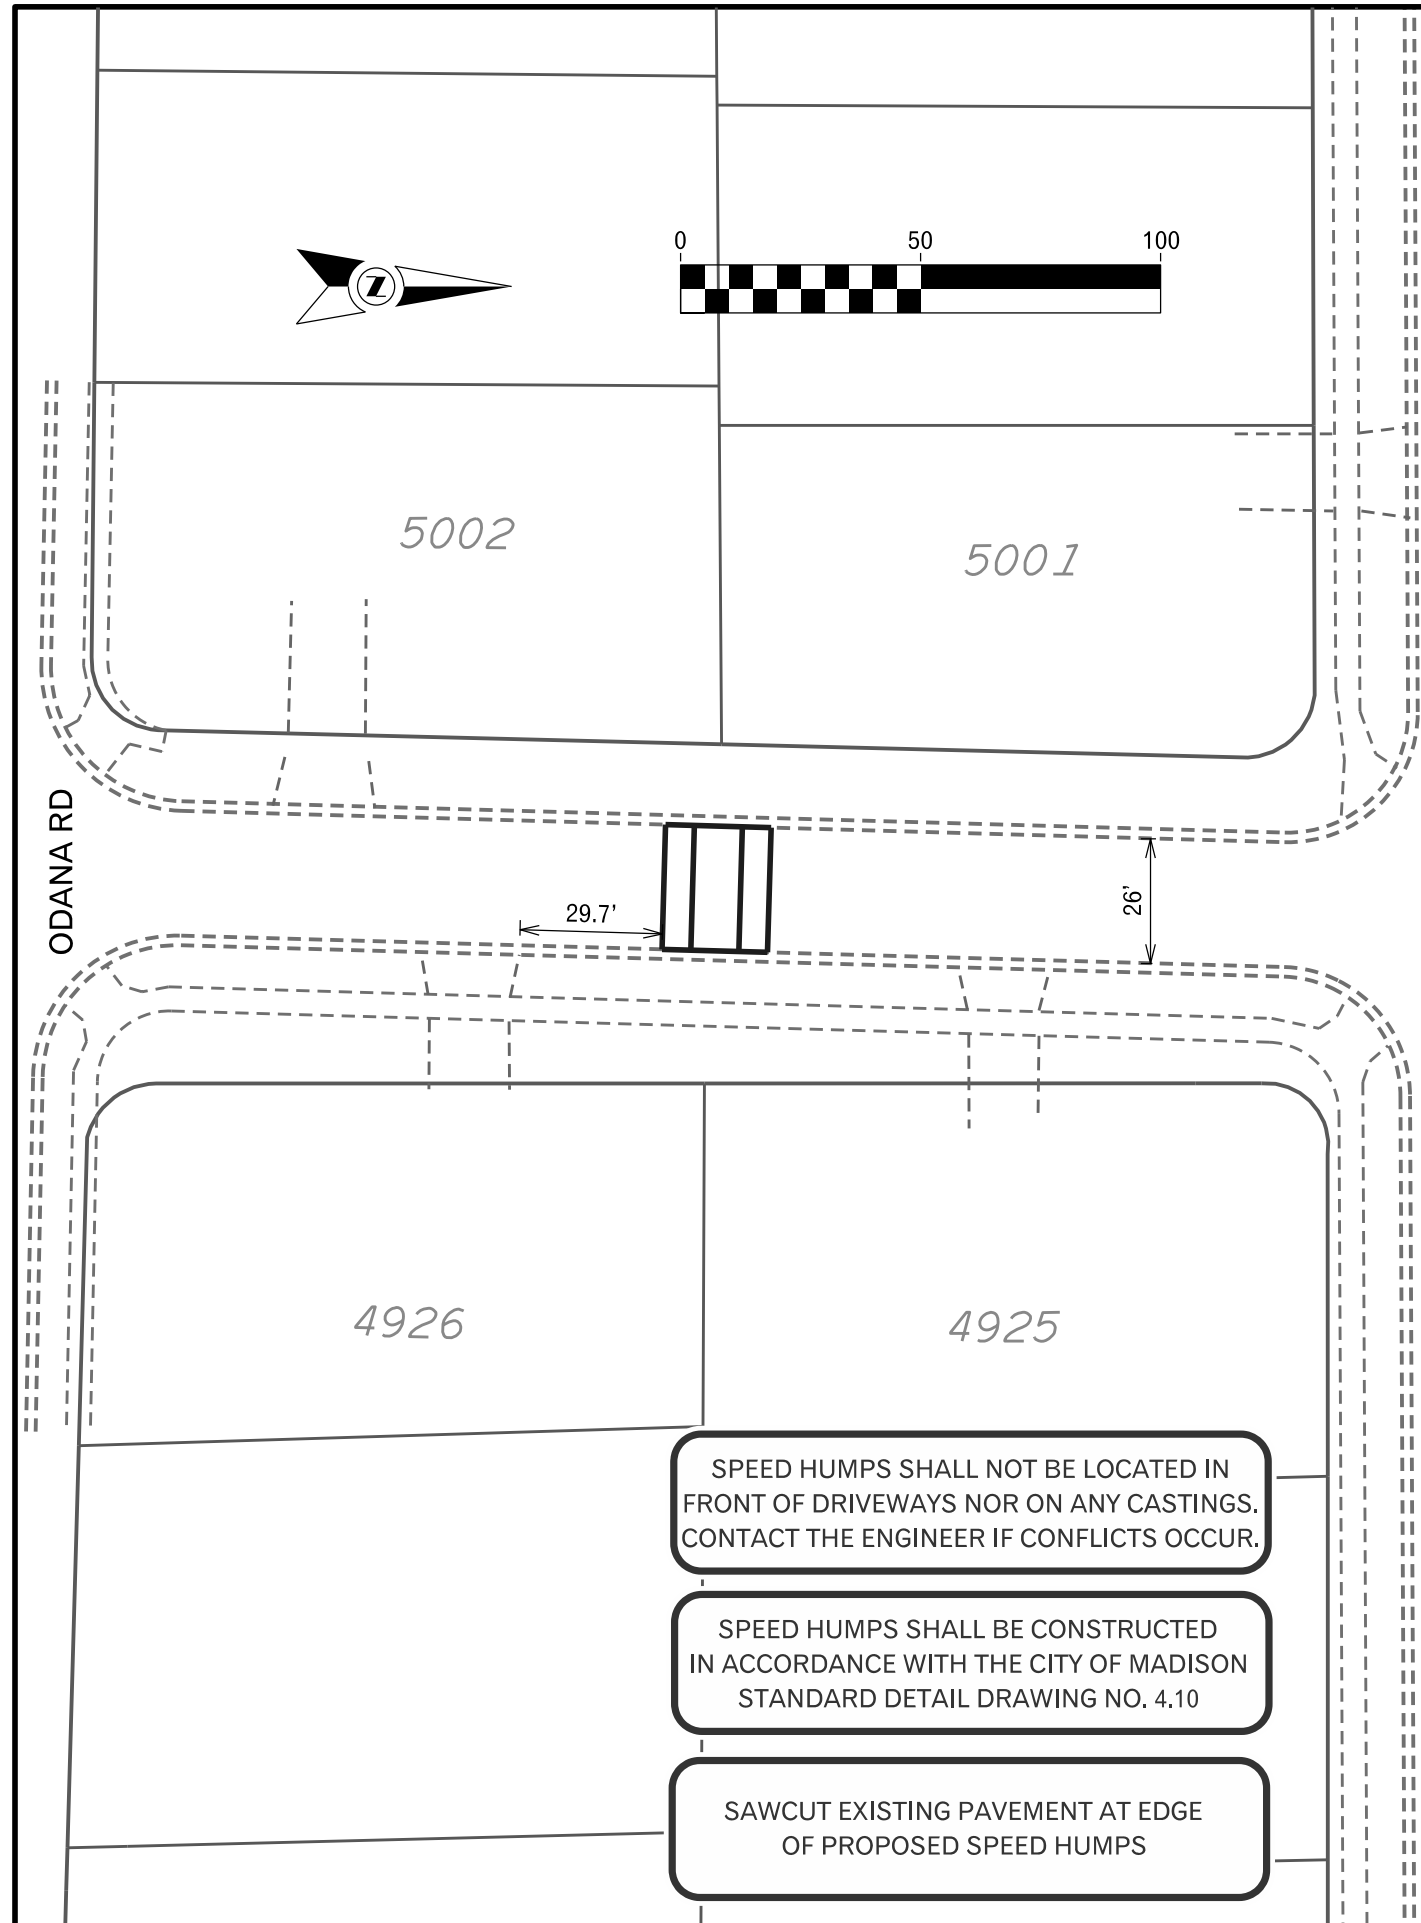 0 50 100
N
5002
5001
ODANA RD
29.7'
26'
4926
4925
SPEED HUMPS SHALL NOT BE LOCATED IN
FRONT OF DRIVEWAYS NOR ON ANY CASTINGS.
CONTACT THE ENGINEER IF CONFLICTS OCCUR.
SPEED HUMPS SHALL BE CONSTRUCTED
IN ACCORDANCE WITH THE CITY OF MADISON
STANDARD DETAIL DRAWING NO. 4.10
SAWCUT EXISTING PAVEMENT AT EDGE
OF PROPOSED SPEED HUMPS